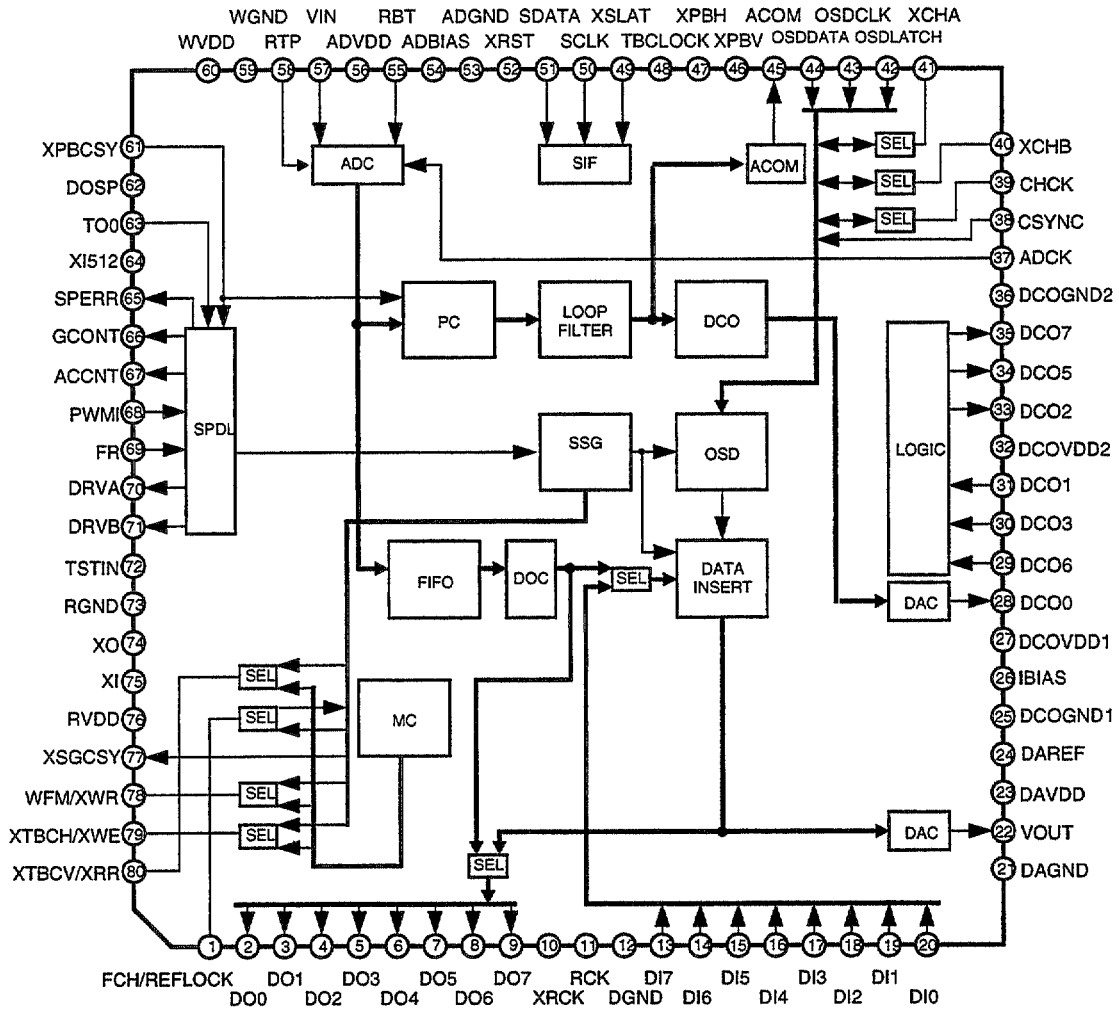 WGND VIN RBT ADGND SDATA XSLAT XPBH ACOM OSDCLK XCHA
WVDD RTP ADVDD ADBIAS XRST SCLK TBCLOCK XPBV OSDDATA OSDLATCH
60 59 58 57 56 55 54 53 52 51 50 49 48 47 46 45 44 43 42 41
XPBCSY 61
DOSP 62
TO0 63
XI512 64
SPERR 65
GCONT 66
ACCNT 67
PWMI 68
FR 69
DRVA 70
DRVB 71
TSTIN 72
RGND 73
XO 74
XI 75
RVDD 76
XSGCSY 77
WFM/XWR 78
XTBCH/XWE 79
XTBCV/XRR 80
ADC
SIF
ACOM
SEL
SEL
SEL
PC
LOOP
FILTER
DCO
SPDL
SSG
OSD
LOGIC
FIFO
DOC
SEL
DATA
INSERT
DAC
SEL
SEL
MC
SEL
SEL
SEL
DAC
40 XCHB
39 CHCK
38 CSYNC
37 ADCK
36 DCOGND2
35 DCO7
34 DCO5
33 DCO2
32 DCOVDD2
31 DCO1
30 DCO3
29 DCO6
28 DCO0
27 DCOVDD1
26 IBIAS
25 DCOGND1
24 DAREF
23 DAVDD
22 VOUT
21 DAGND
1 2 3 4 5 6 7 8 9 10 11 12 13 14 15 16 17 18 19 20
FCH/REFLOCK DO1 DO3 DO5 DO7 RCK DI7 DI5 DI3 DI1
DO0 DO2 DO4 DO6 XRCK DGND DI6 DI4 DI2 DI0